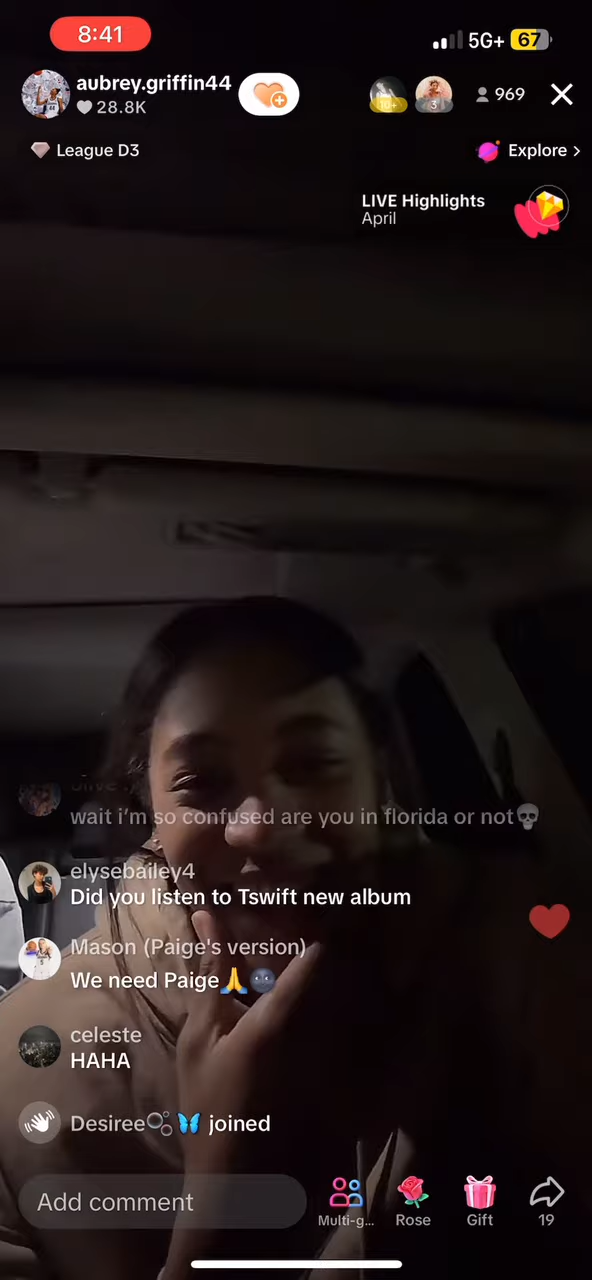 8:41
5G+ 67
aubrey.griffin44
28.8K
10+
3
969
League D3
Explore >
LIVE Highlights
April
wait i'm so confused are you in florida or not💀
elysebailey4
Did you listen to Tswift new album
Mason (Paige's version)
We need Paige🙏🌚
celeste
HAHA
Desiree🫧🦋 joined
Add comment
Multi-g...
Rose
Gift
19